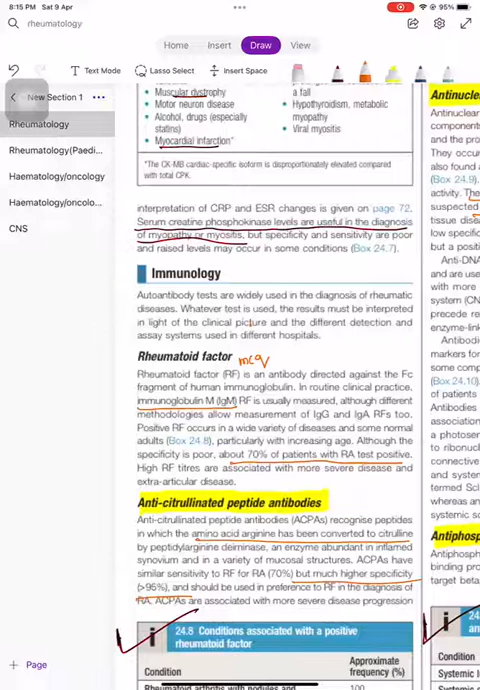 8:15 PM Sat 9 Apr
95%
rheumatology
Home Insert Draw View
Text Mode Lasso Select Insert Space
New Section 1
Rheumatology
Rheumatology(Paedi...
Haematology/oncology
Haematology/oncolo...
CNS
Page
• Muscular dystrophy
• Motor neuron disease
• Alcohol, drugs (especially
statins)
• Myocardial infarction*
a fall
• Hypothyroidism, metabolic
myopathy
• Viral myositis
*The CK-MB cardiac-specific isoform is disproportionately elevated compared
with total CPK.
interpretation of CRP and ESR changes is given on page 72.
Serum creatine phosphokinase levels are useful in the diagnosis
of myopathy or myositis, but specificity and sensitivity are poor
and raised levels may occur in some conditions (Box 24.7).
Immunology
Autoantibody tests are widely used in the diagnosis of rheumatic
diseases. Whatever test is used, the results must be interpreted
in light of the clinical picture and the different detection and
assay systems used in different hospitals.
Rheumatoid factor mcq
Rheumatoid factor (RF) is an antibody directed against the Fc
fragment of human immunoglobulin. In routine clinical practice,
immunoglobulin M (IgM) RF is usually measured, although different
methodologies allow measurement of IgG and IgA RFs too.
Positive RF occurs in a wide variety of diseases and some normal
adults (Box 24.8), particularly with increasing age. Although the
specificity is poor, about 70% of patients with RA test positive.
High RF titres are associated with more severe disease and
extra-articular disease.
Anti-citrullinated peptide antibodies
Anti-citrullinated peptide antibodies (ACPAs) recognise peptides
in which the amino acid arginine has been converted to citrulline
by peptidylarginine deiminase, an enzyme abundant in inflamed
synovium and in a variety of mucosal structures. ACPAs have
similar sensitivity to RF for RA (70%) but much higher specificity
(>95%), and should be used in preference to RF in the diagnosis of
RA. ACPAs are associated with more severe disease progression
i 24.8 Conditions associated with a positive
rheumatoid factor
Condition Approximate
frequency (%)
Rheumatoid arthritis with nodules and 100
Antinucle
Antinuclear
components
and the pro
They occur
also found a
(Box 24.9).
activity. The
suspected
tissue disea
low specific
but a positi
Anti-DNA
and are use
with more
system (CN
precede re
enzyme-link
Antibodie
markers for
some comp
(Box 24.10).
of patients
Antibodies
association
a photosen
to ribonucl
connective
and system
termed Scl
whereas an
systemic sc
Antiphosp
Antiphosph
binding pro
target beta
i 24
an
Condition
Systemic l